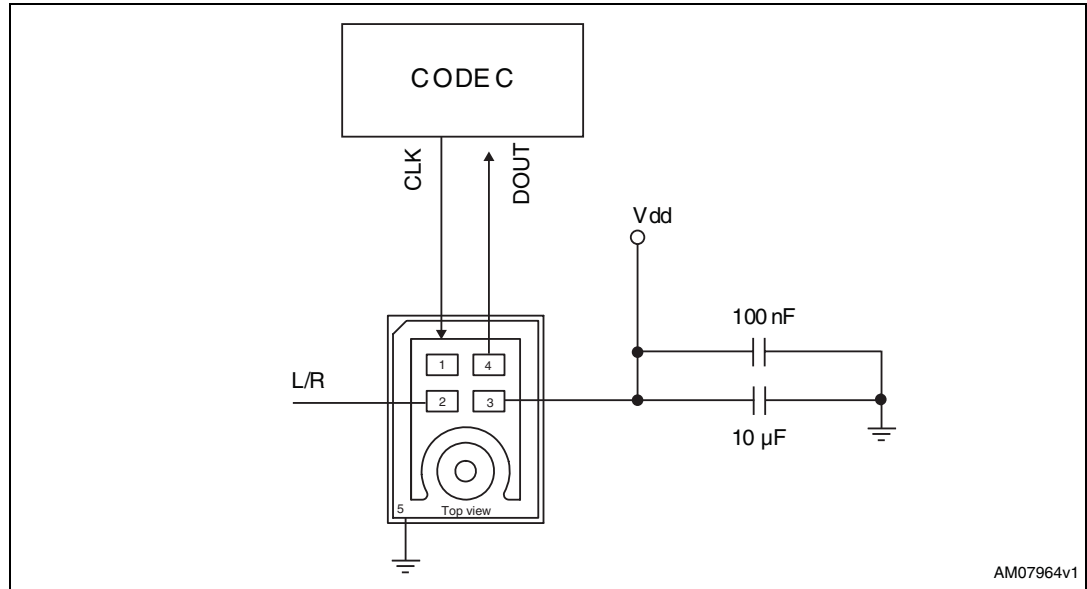 CODEC
CLK
DOUT
Vdd
100 nF
1
4
L/R
2
3
10 µF
5
Top view
AM07964v1